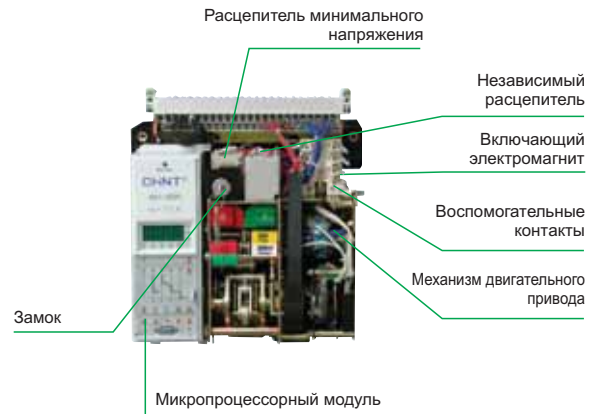 Расцепитель минимального
напряжения
Независимый
расцепитель
Включающий
электромагнит
CHNT
Воспомогательные
контакты
Механизм двигательного
привода
Замок
Микропроцессорный модуль